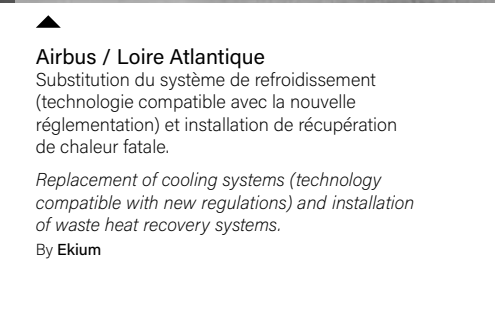 Airbus / Loire Atlantique
Substitution du système de refroidissement
(technologie compatible avec la nouvelle
réglementation) et installation de récupération
de chaleur fatale.
Replacement of cooling systems (technology
compatible with new regulations) and installation
of waste heat recovery systems.
By Ekium